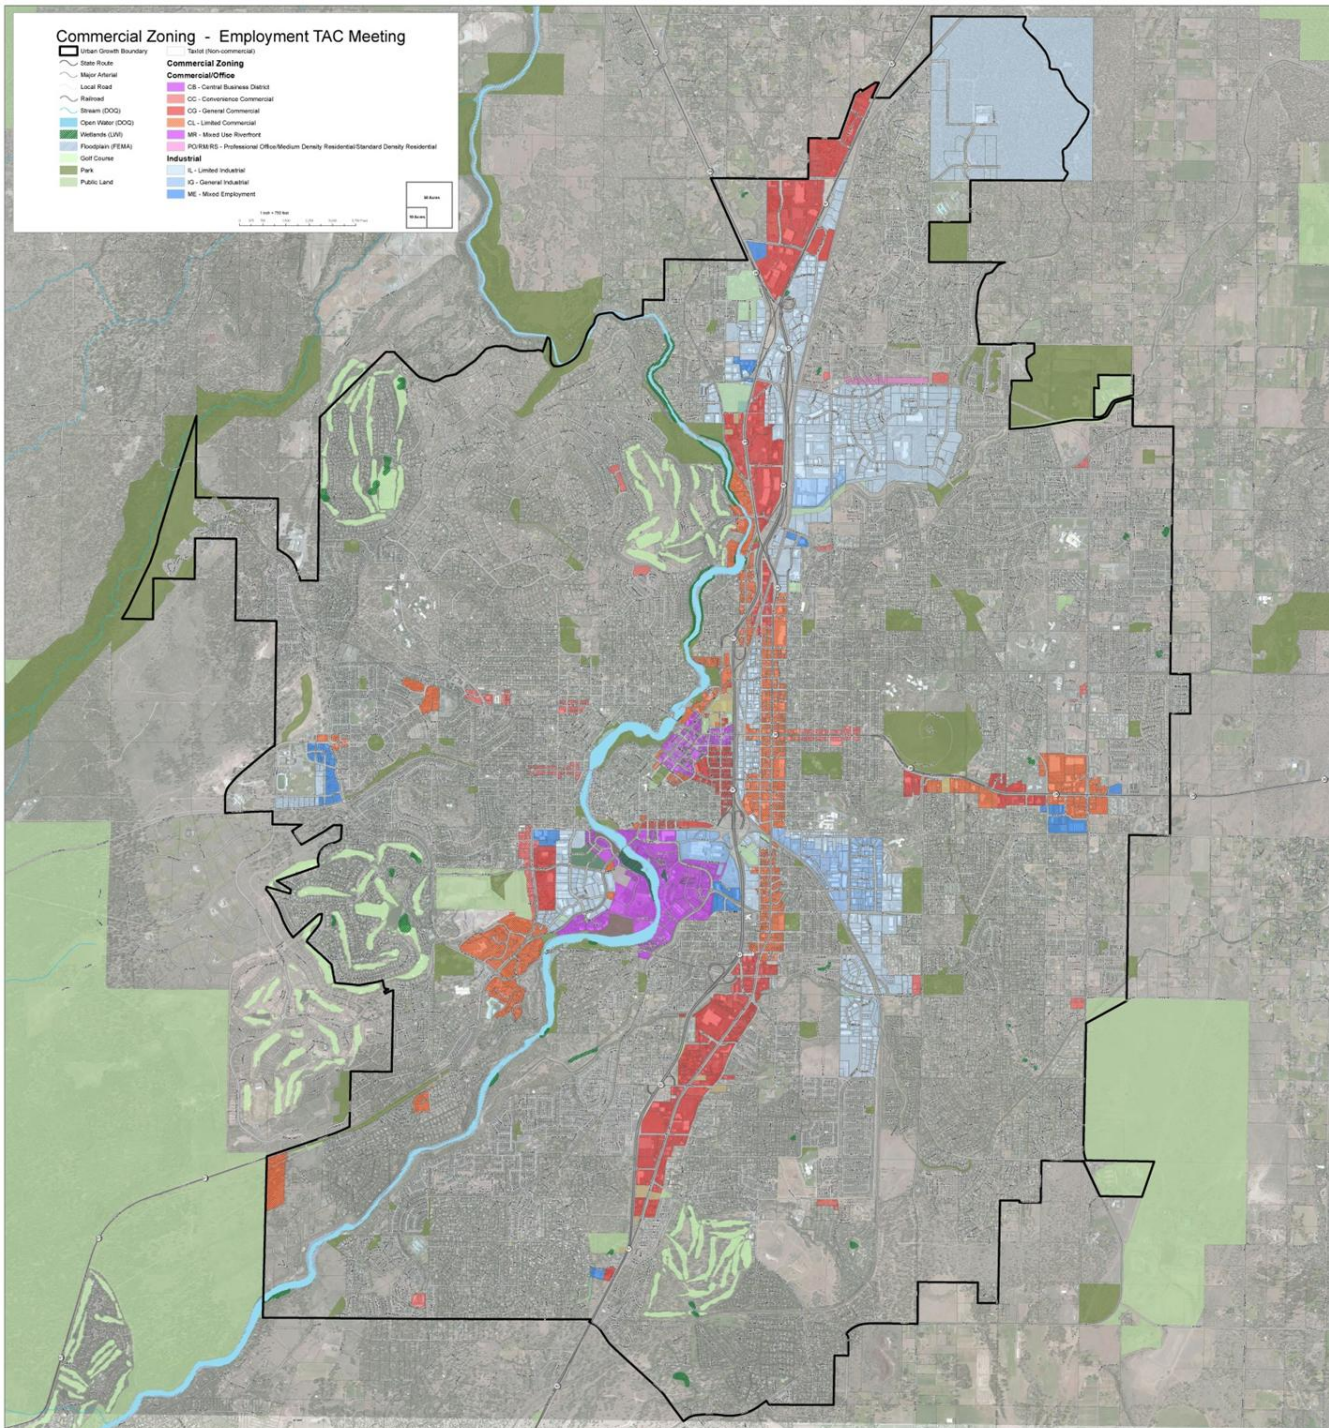 Commercial Zoning - Employment TAC Meeting
Urban Growth Boundary
State Route
Major Arterial
Local Road
Railroad
Stream (DOQ)
Open Water (DOQ)
Wetlands (LWI)
Floodplain (FEMA)
Golf Course
Park
Public Land
Taxlot (Non-commercial)
Commercial Zoning
Commercial/Office
CB - Central Business District
CC - Convenience Commercial
CG - General Commercial
CL - Limited Commercial
MR - Mixed Use Riverfront
PO/RM/RS - Professional Office/Medium Density Residential/Standard Density Residential
Industrial
IL - Limited Industrial
IG - General Industrial
ME - Mixed Employment